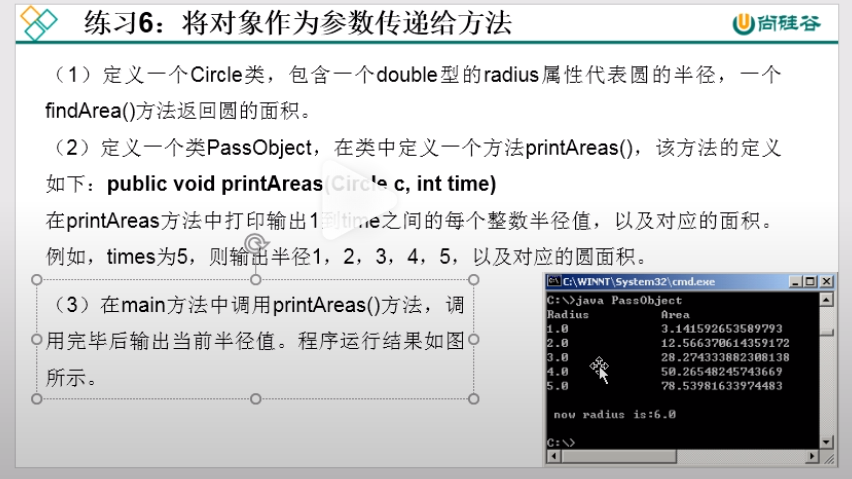 练习6：将对象作为参数传递给方法
尚硅谷
（1）定义一个Circle类，包含一个double型的radius属性代表圆的半径，一个
findArea()方法返回圆的面积。
（2）定义一个类PassObject，在类中定义一个方法printAreas()，该方法的定义
如下：public void printAreas(Circle c, int time)
在printAreas方法中打印输出1到time之间的每个整数半径值，以及对应的面积。
例如，times为5，则输出半径1，2，3，4，5，以及对应的圆面积。
（3）在main方法中调用printAreas()方法，调
用完毕后输出当前半径值。程序运行结果如图
所示。
C:\WINNT\System32\cmd.exe
C:\>java PassObject
Radius Area
1.0 3.141592653589793
2.0 12.566370614359172
3.0 28.274333882308138
4.0 50.26548245743669
5.0 78.53981633974483
now radius is:6.0
C:\>